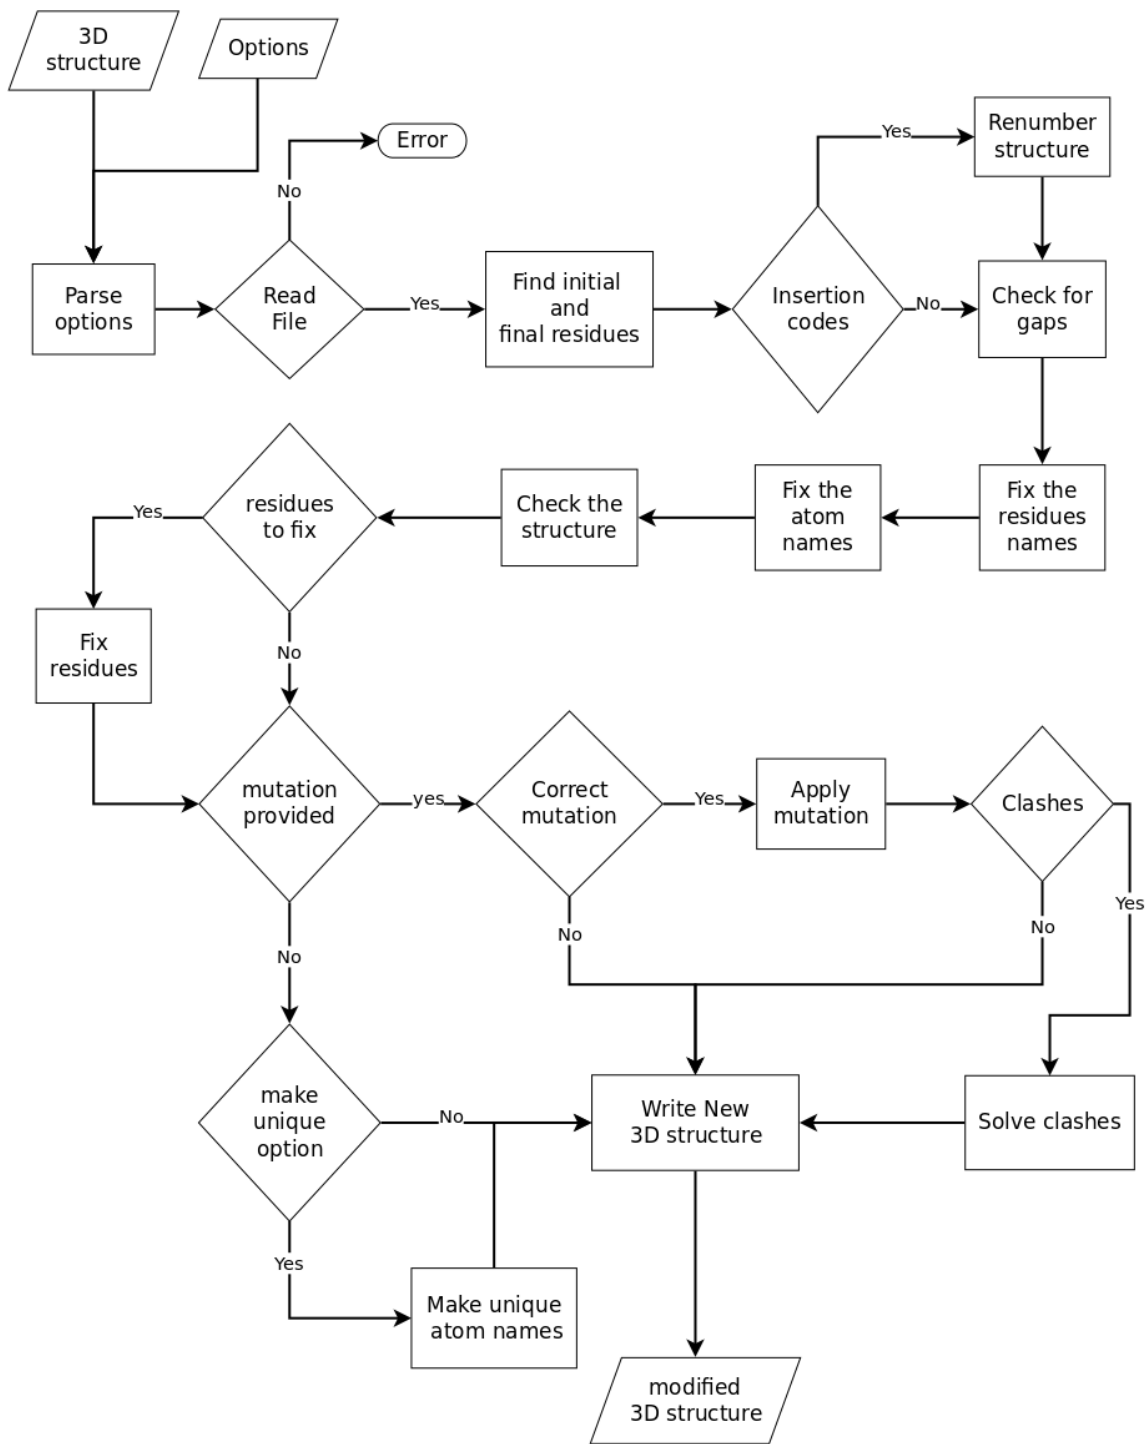 3D
structure
Options
Error
No
Yes
Renumber
structure
Parse
options
Read
File
Yes
Find initial
and
final residues
Insertion
codes
No
Check for
gaps
Yes
residues
to fix
Check the
structure
Fix the
atom
names
Fix the
residues
names
Fix
residues
No
mutation
provided
yes
Correct
mutation
Yes
Apply
mutation
Clashes
No
No
No
Yes
make
unique
option
No
Write New
3D structure
Solve clashes
Yes
Make unique
atom names
modified
3D structure